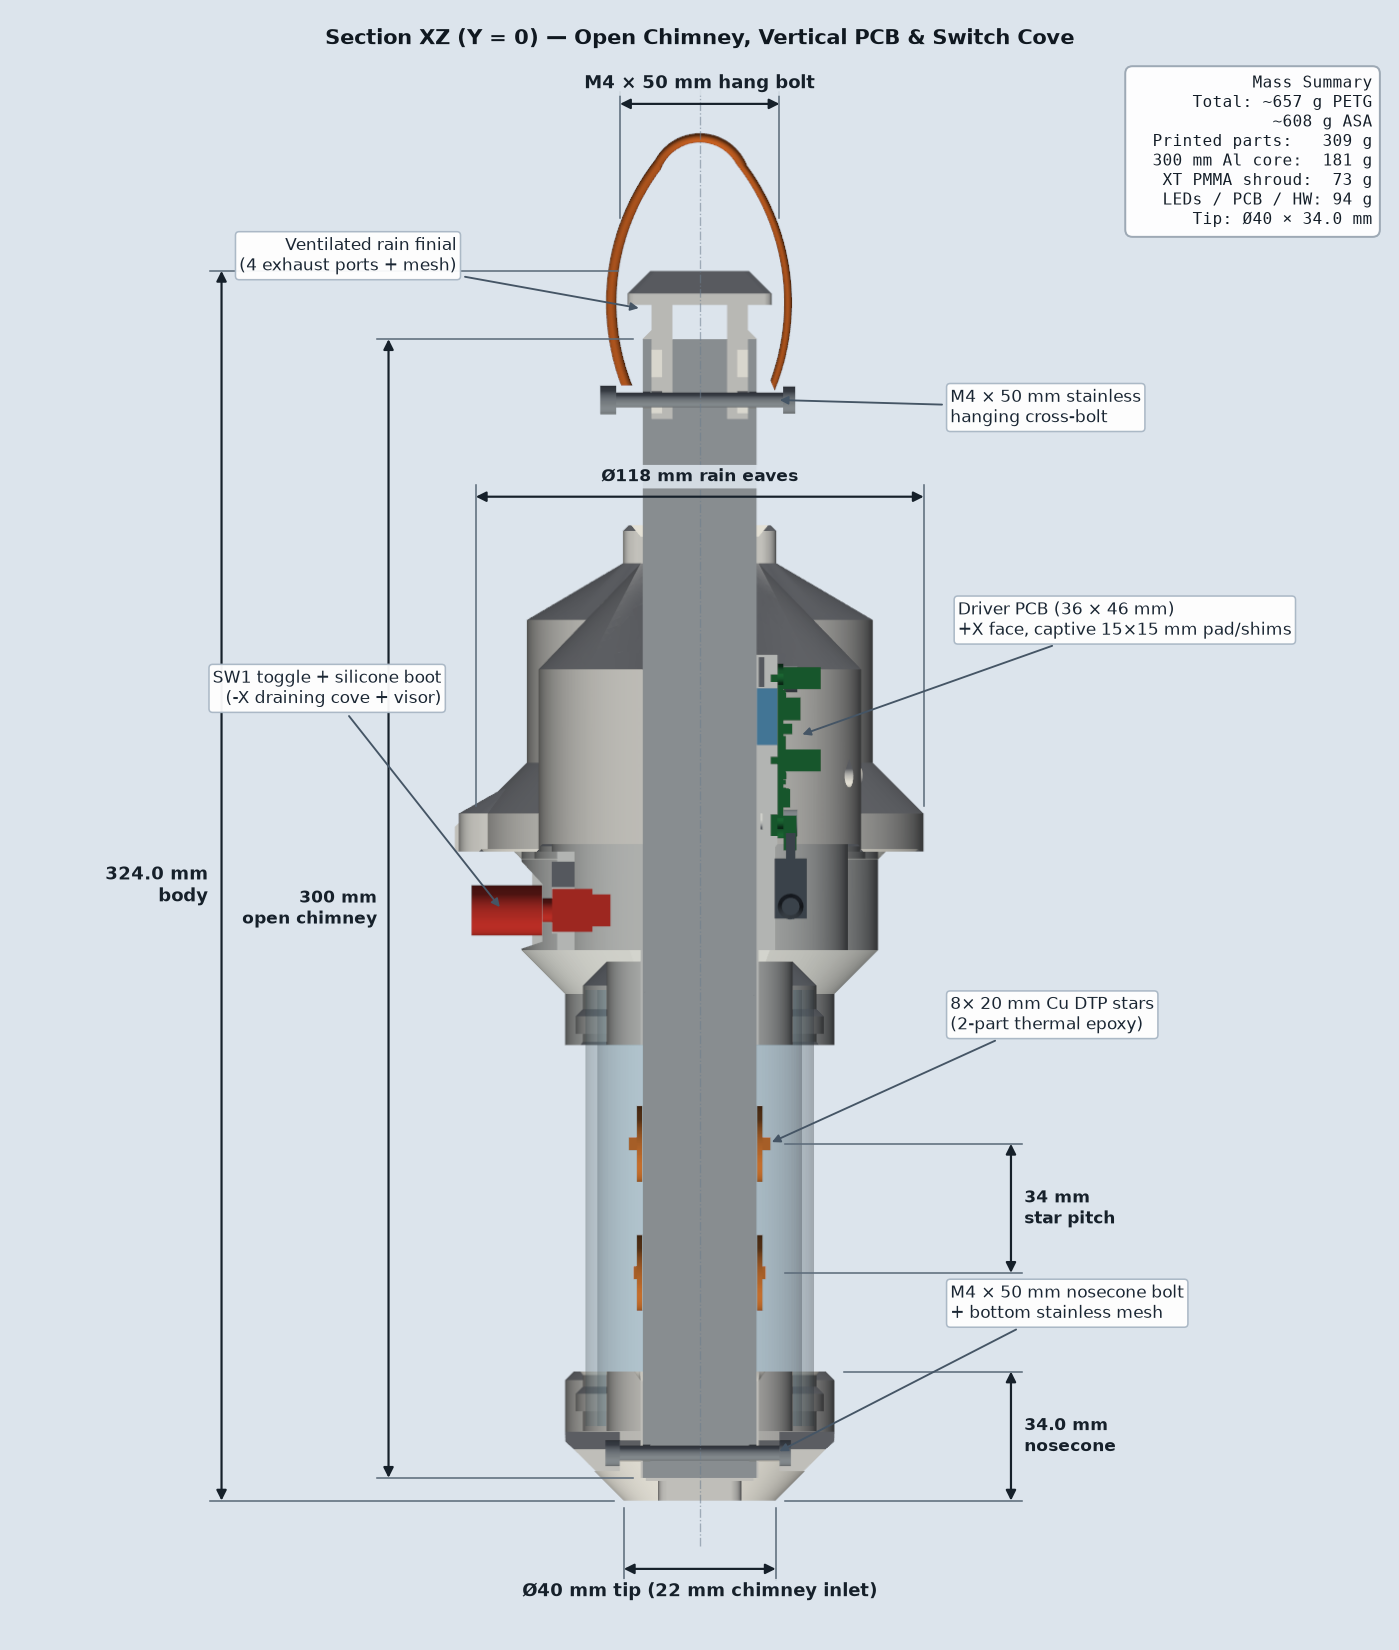 Section XZ (Y = 0) — Open Chimney, Vertical PCB & Switch Cove
M4 × 50 mm hang bolt
Mass Summary
Total: ~657 g PETG
~608 g ASA
Printed parts: 309 g
300 mm Al core: 181 g
XT PMMA shroud: 73 g
LEDs / PCB / HW: 94 g
Tip: Ø40 × 34.0 mm
Ventilated rain finial
(4 exhaust ports + mesh)
M4 × 50 mm stainless
hanging cross-bolt
Ø118 mm rain eaves
Driver PCB (36 × 46 mm)
+X face, captive 15×15 mm pad/shims
SW1 toggle + silicone boot
(-X draining cove + visor)
324.0 mm
body
300 mm
open chimney
8× 20 mm Cu DTP stars
(2-part thermal epoxy)
34 mm
star pitch
M4 × 50 mm nosecone bolt
+ bottom stainless mesh
34.0 mm
nosecone
Ø40 mm tip (22 mm chimney inlet)